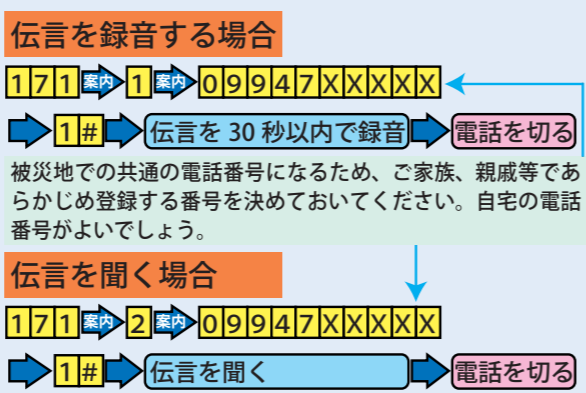 伝言を録音する場合
171 案内 1 案内 09947XXXXX
1# 伝言を 30 秒以内で録音 電話を切る
被災地での共通の電話番号になるため、ご家族、親戚等であ
らかじめ登録する番号を決めておいてください。自宅の電話
番号がよいでしょう。
伝言を聞く場合
171 案内 2 案内 09947XXXXX
1# 伝言を聞く 電話を切る